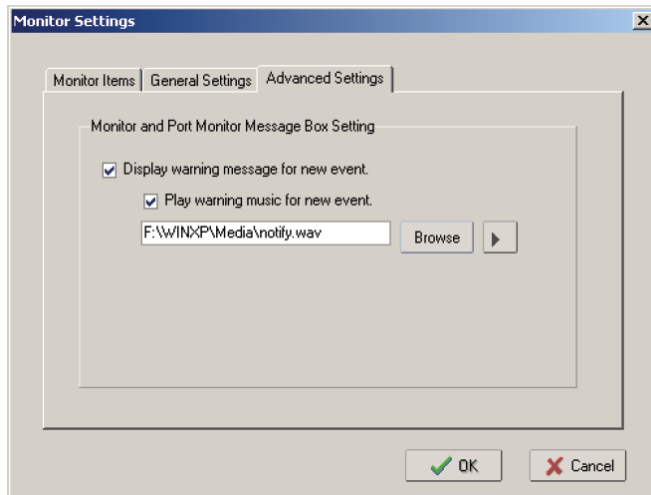 Monitor Settings
Monitor Items General Settings Advanced Settings
Monitor and Port Monitor Message Box Setting
Display warning message for new event.
Play warning music for new event.
F:\WINXP\Media\notify.wav Browse
OK Cancel